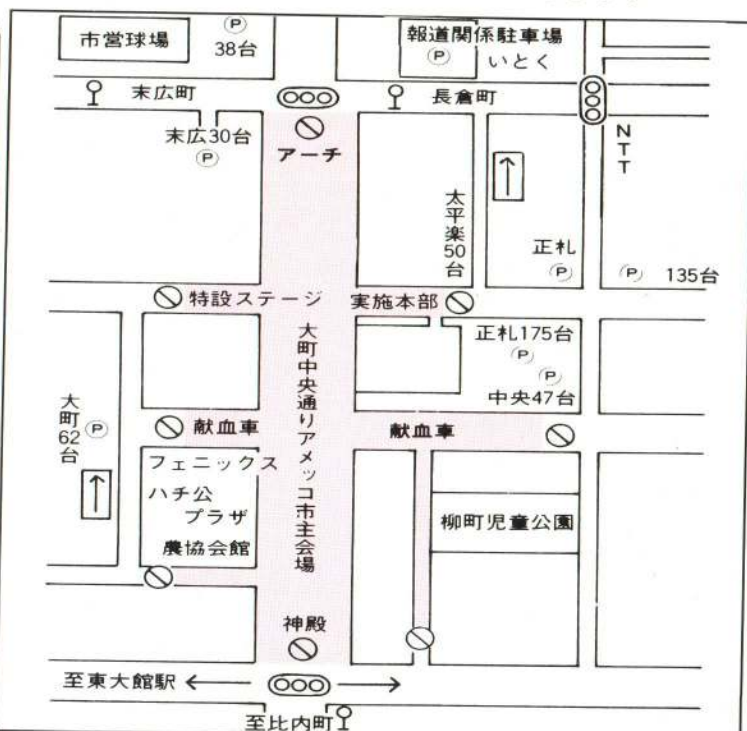 市営球場
Ⓟ
38台
報道関係駐車場
Ⓟ
いとく
末広町
長倉町
末広30台
Ⓟ
アーチ
NTT
太平楽50台
正札
Ⓟ
Ⓟ 135台
特設ステージ
実施本部
大町中央通りアメッコ市主会場
正札175台
Ⓟ
Ⓟ
中央47台
大町62台
Ⓟ
献血車
献血車
フェニックス
ハチ公
プラザ
農協会館
柳町児童公園
神殿
至東大館駅
至比内町